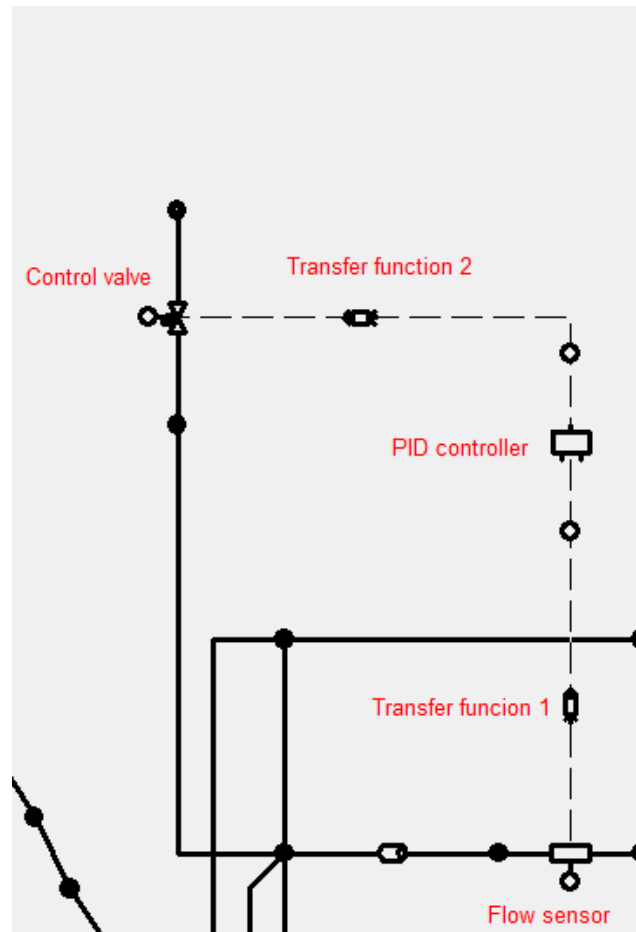 Transfer function 2
Control valve
PID controller
Transfer funcion 1
Flow sensor